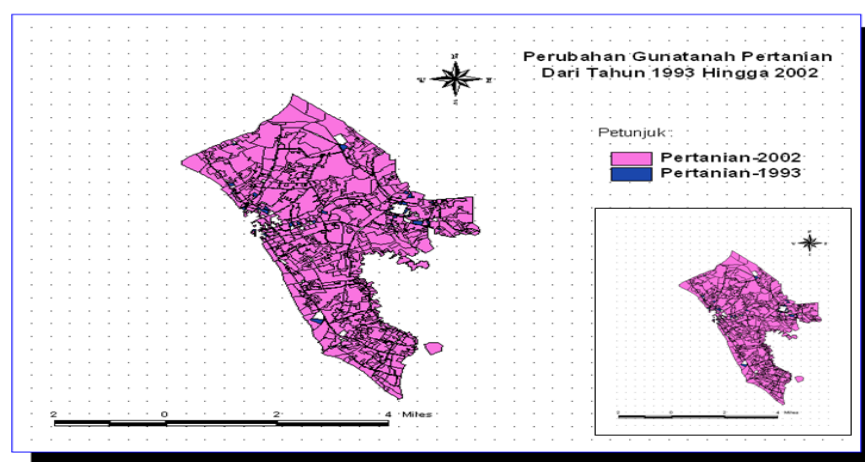 Perubahan Gunatanah Pertanian
Dari Tahun 1993 Hingga 2002
N
E
S
Petunjuk :
Pertanian-2002
Pertanian-1993
2 0 2 4 Miles